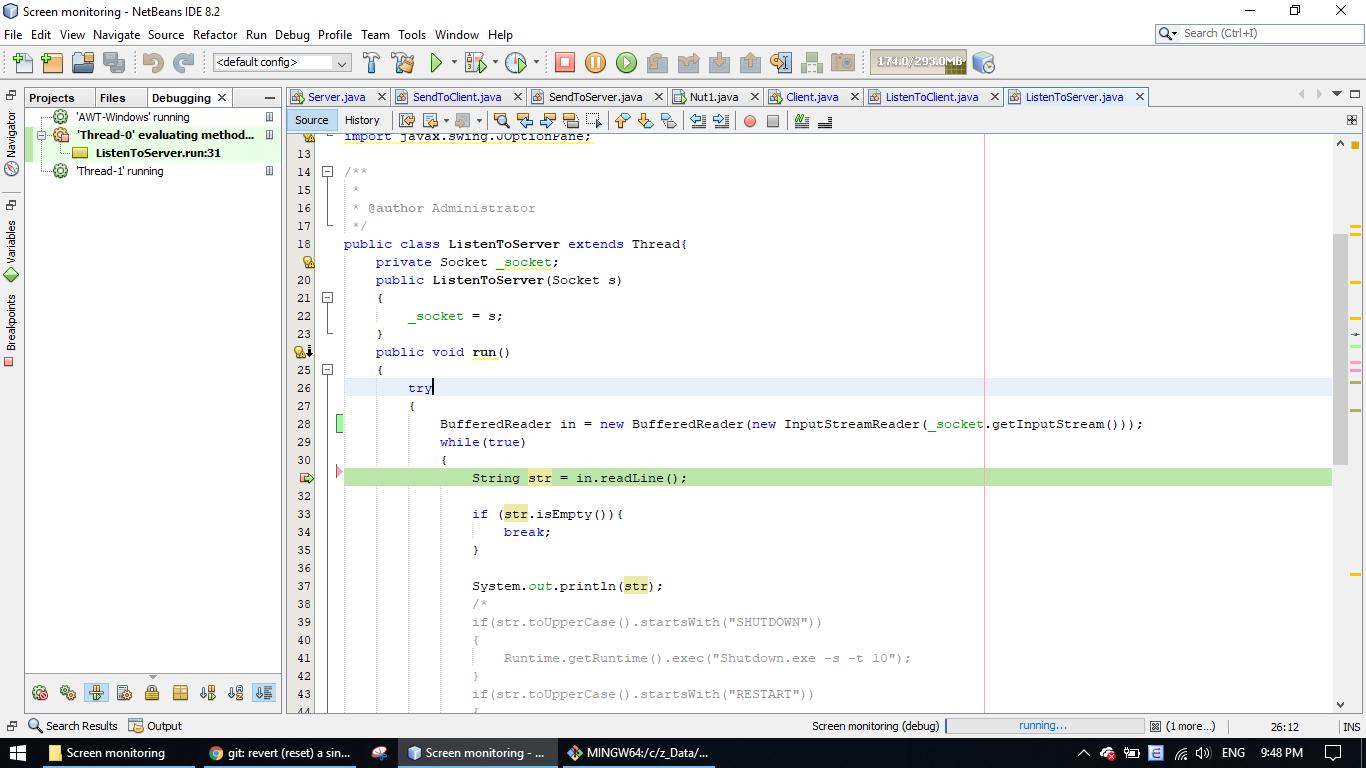 Screen monitoring - NetBeans IDE 8.2
File Edit View Navigate Source Refactor Run Debug Profile Team Tools Window Help
Search (Ctrl+I)
<default config>
174.0/293.0MB
Projects Files Debugging
Server.java SendToClient.java SendToServer.java Nut1.java Client.java ListenToClient.java ListenToServer.java
Source History
Navigator
Variables
Breakpoints
'AWT-Windows' running
'Thread-0' evaluating method...
ListenToServer.run:31
'Thread-1' running
import javax.swing.JOptionPane;
13
14 /**
15 *
16 * @author Administrator
17 */
18 public class ListenToServer extends Thread{
private Socket _socket;
20 public ListenToServer(Socket s)
21 {
22 _socket = s;
23 }
public void run()
25 {
26 try
27 {
28 BufferedReader in = new BufferedReader(new InputStreamReader(_socket.getInputStream()));
29 while(true)
30 {
String str = in.readLine();
32
33 if (str.isEmpty()){
34 break;
35 }
36
37 System.out.println(str);
38 /*
39 if(str.toUpperCase().startsWith("SHUTDOWN"))
40 {
41 Runtime.getRuntime().exec("Shutdown.exe -s -t 10");
42 }
43 if(str.toUpperCase().startsWith("RESTART"))
44 {
Search Results Output
Screen monitoring (debug) running... (1 more...) 26:12 INS
Screen monitoring git: revert (reset) a sin... Screen monitoring - ... MINGW64:/c/z_Data/... ENG 9:48 PM